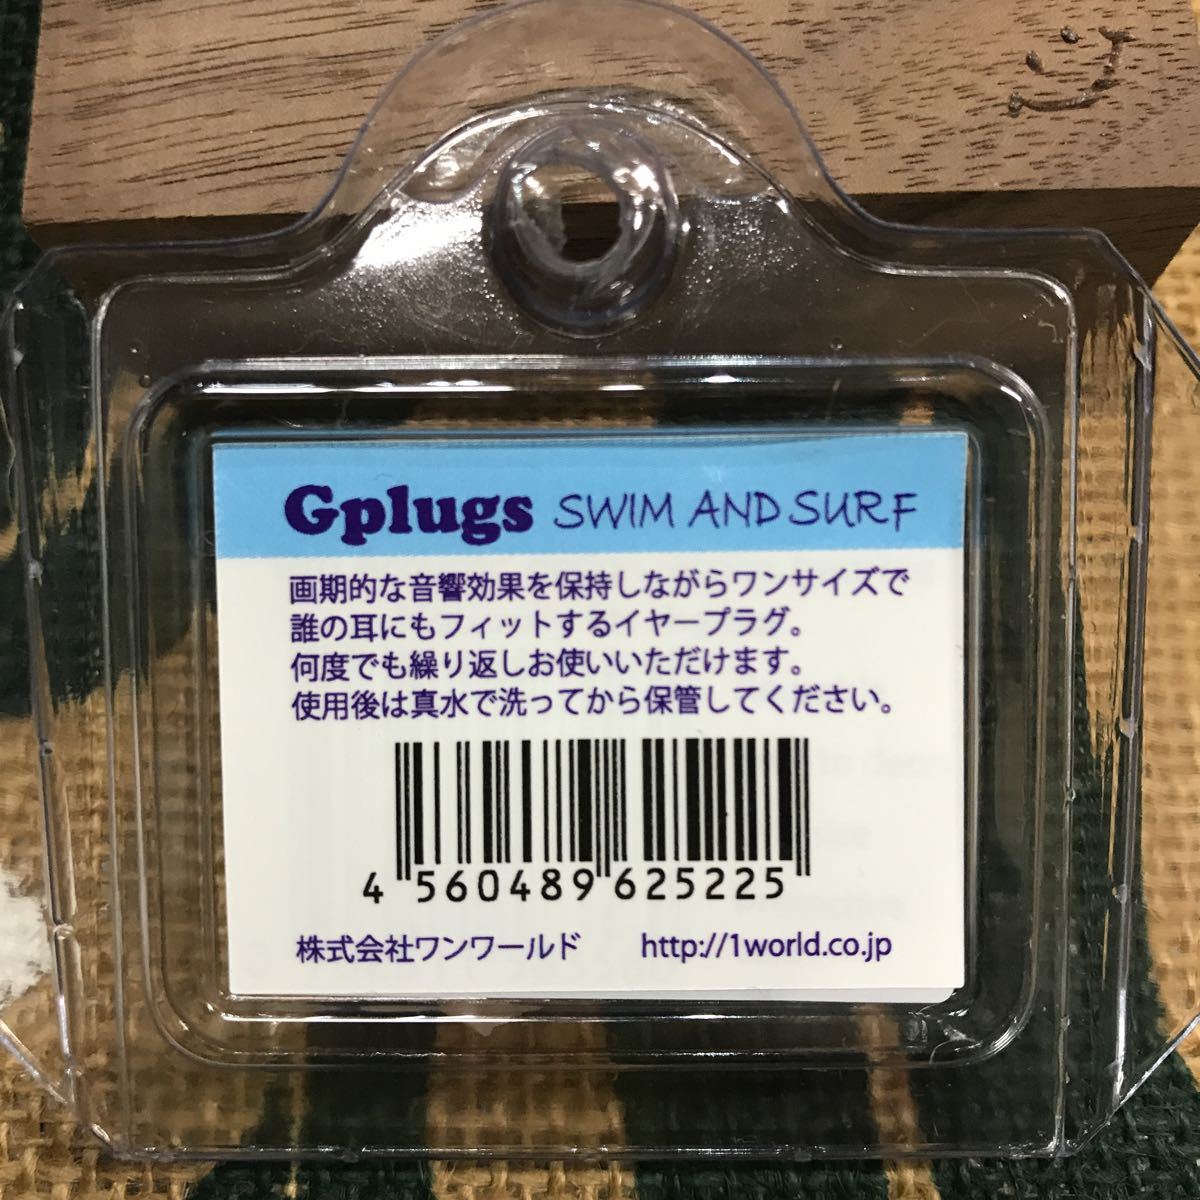 Gplugs SWIM AND SURF
画期的な音響効果を保持しながらワンサイズで
誰の耳にもフィットするイヤープラグ。
何度でも繰り返しお使いいただけます。
使用後は真水で洗ってから保管してください。
4 560489 625225
株式会社ワンワールド http://1world.co.jp